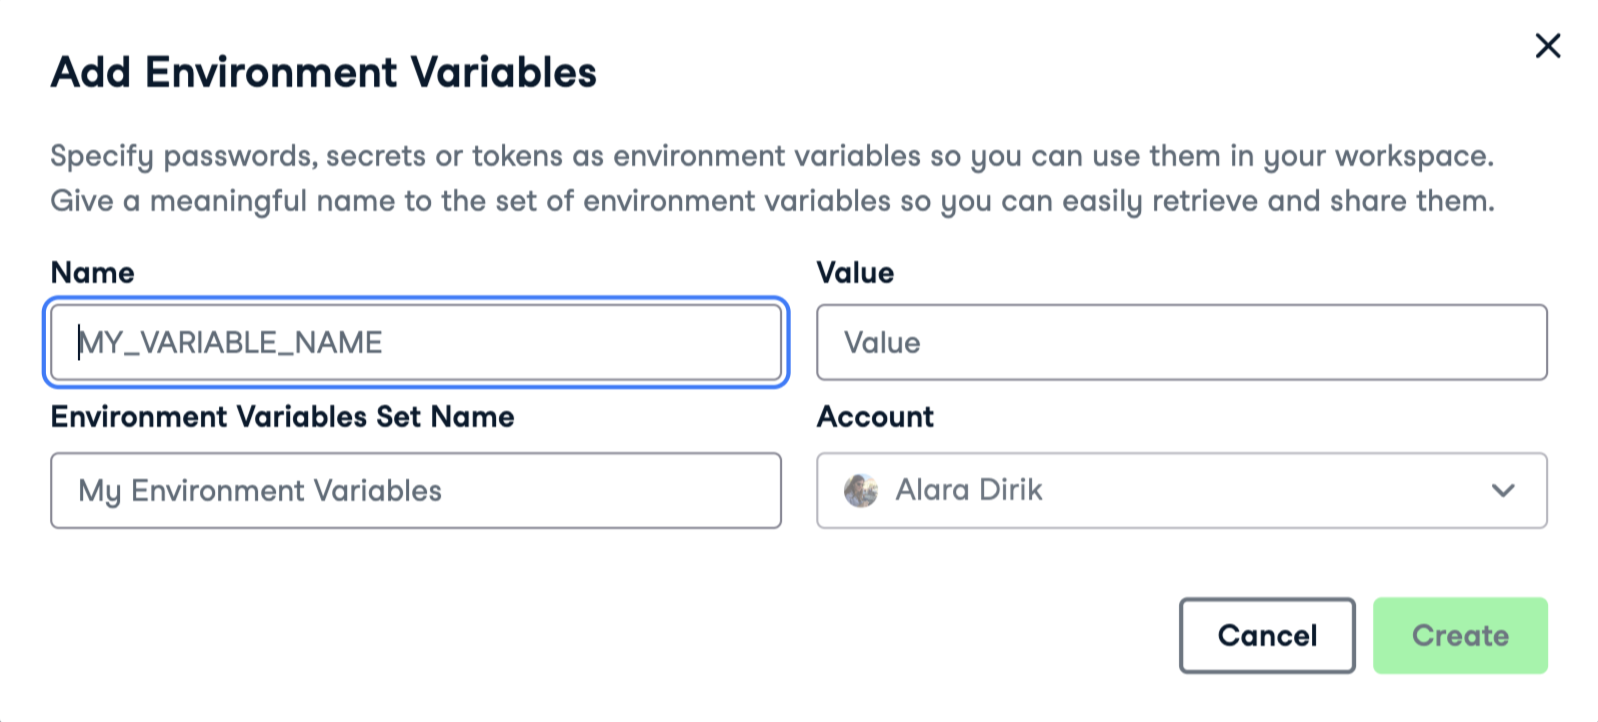 Add Environment Variables
Specify passwords, secrets or tokens as environment variables so you can use them in your workspace.
Give a meaningful name to the set of environment variables so you can easily retrieve and share them.
Name
Value
MY_VARIABLE_NAME
Value
Environment Variables Set Name
Account
My Environment Variables
Alara Dirik
Cancel
Create